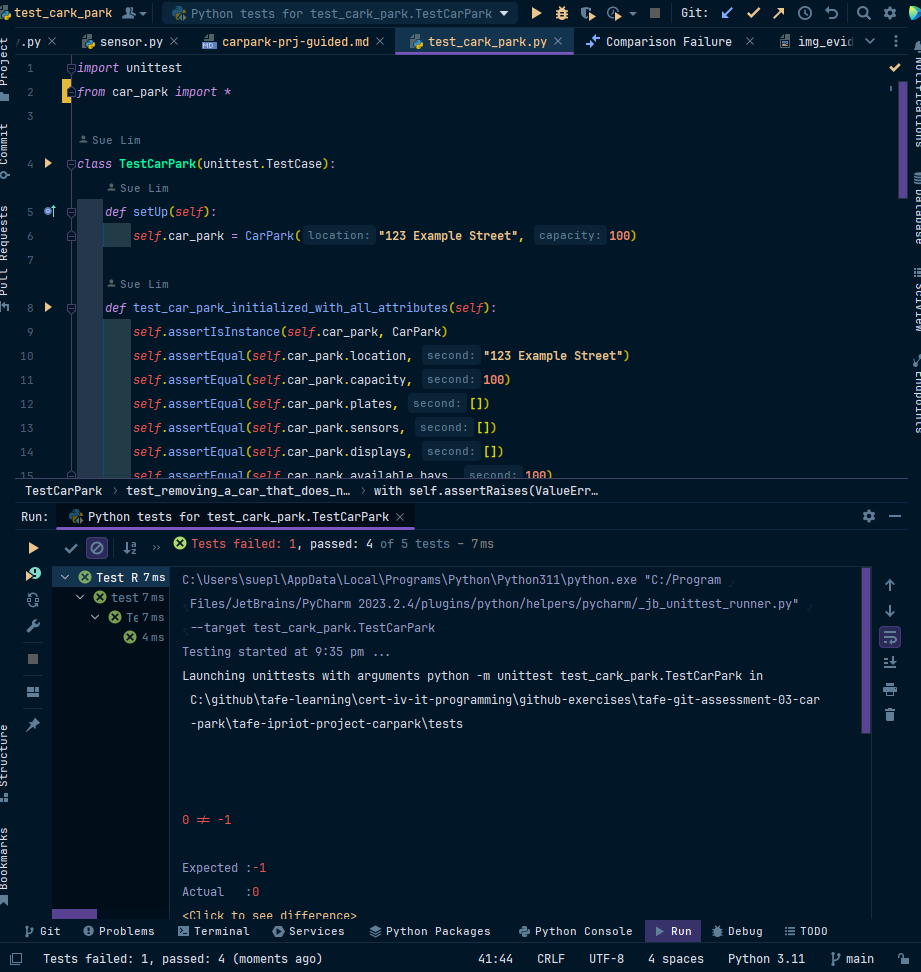 test_cark_park
Python tests for test_cark_park.TestCarPark
Git:
.py
sensor.py
carpark-prj-guided.md
test_cark_park.py
Comparison Failure
img_evid
Project
Commit
Pull Requests
Structure
Bookmarks
Notifications
Database
SciView
Endpoints
1 import unittest
2 from car_park import *
3
Sue Lim
4 class TestCarPark(unittest.TestCase):
Sue Lim
5 def setUp(self):
6 self.car_park = CarPark( location: "123 Example Street", capacity: 100)
7
Sue Lim
8 def test_car_park_initialized_with_all_attributes(self):
9 self.assertIsInstance(self.car_park, CarPark)
10 self.assertEqual(self.car_park.location, second: "123 Example Street")
11 self.assertEqual(self.car_park.capacity, second: 100)
12 self.assertEqual(self.car_park.plates, second: [])
13 self.assertEqual(self.car_park.sensors, second: [])
14 self.assertEqual(self.car_park.displays, second: [])
15 self.assertEqual(self.car_park.available_bays, second: 100)
TestCarPark › test_removing_a_car_that_does_n... › with self.assertRaises(ValueErr...
Run: Python tests for test_cark_park.TestCarPark
» Tests failed: 1, passed: 4 of 5 tests – 7 ms
Test R 7 ms
test 7 ms
Te 7 ms
4 ms
C:\Users\suepl\AppData\Local\Programs\Python\Python311\python.exe "C:/Program
Files/JetBrains/PyCharm 2023.2.4/plugins/python/helpers/pycharm/_jb_unittest_runner.py"
--target test_cark_park.TestCarPark
Testing started at 9:35 pm ...
Launching unittests with arguments python -m unittest test_cark_park.TestCarPark in
C:\github\tafe-learning\cert-iv-it-programming\github-exercises\tafe-git-assessment-03-car
-park\tafe-ipriot-project-carpark\tests
0 != -1
Expected :-1
Actual :0
<Click to see difference>
Git
Problems
Terminal
Services
Python Packages
Python Console
Run
Debug
TODO
Tests failed: 1, passed: 4 (moments ago)
41:44
CRLF
UTF-8
4 spaces
Python 3.11
main